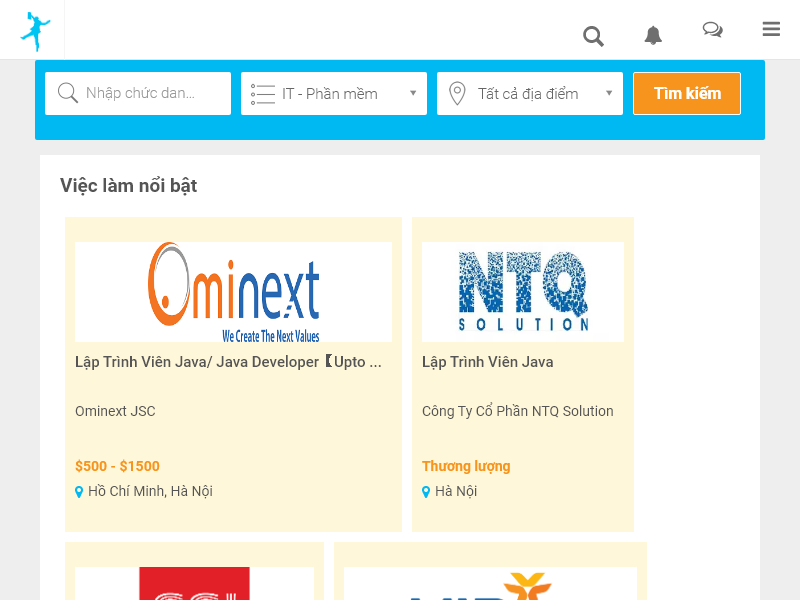 Nhập chức dan...
IT - Phần mềm
Tất cả địa điểm
Tìm kiếm
Việc làm nổi bật
Ominext
We Create The Next Values
Lập Trình Viên Java/ Java Developer【Upto ...
Ominext JSC
$500 - $1500
Hồ Chí Minh, Hà Nội
NTQ
SOLUTION
Lập Trình Viên Java
Công Ty Cổ Phần NTQ Solution
Thương lượng
Hà Nội